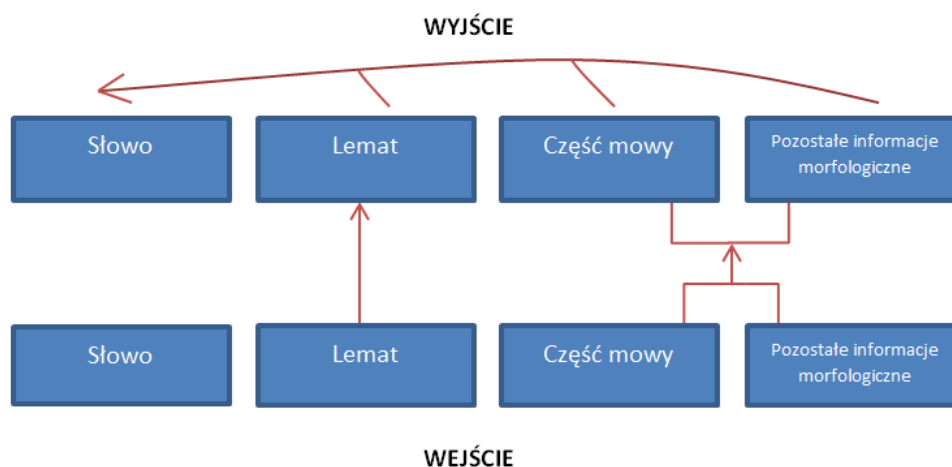 WYJŚCIE
Słowo
Lemat
Część mowy
Pozostałe informacje
morfologiczne
Słowo
Lemat
Część mowy
Pozostałe informacje
morfologiczne
WEJŚCIE